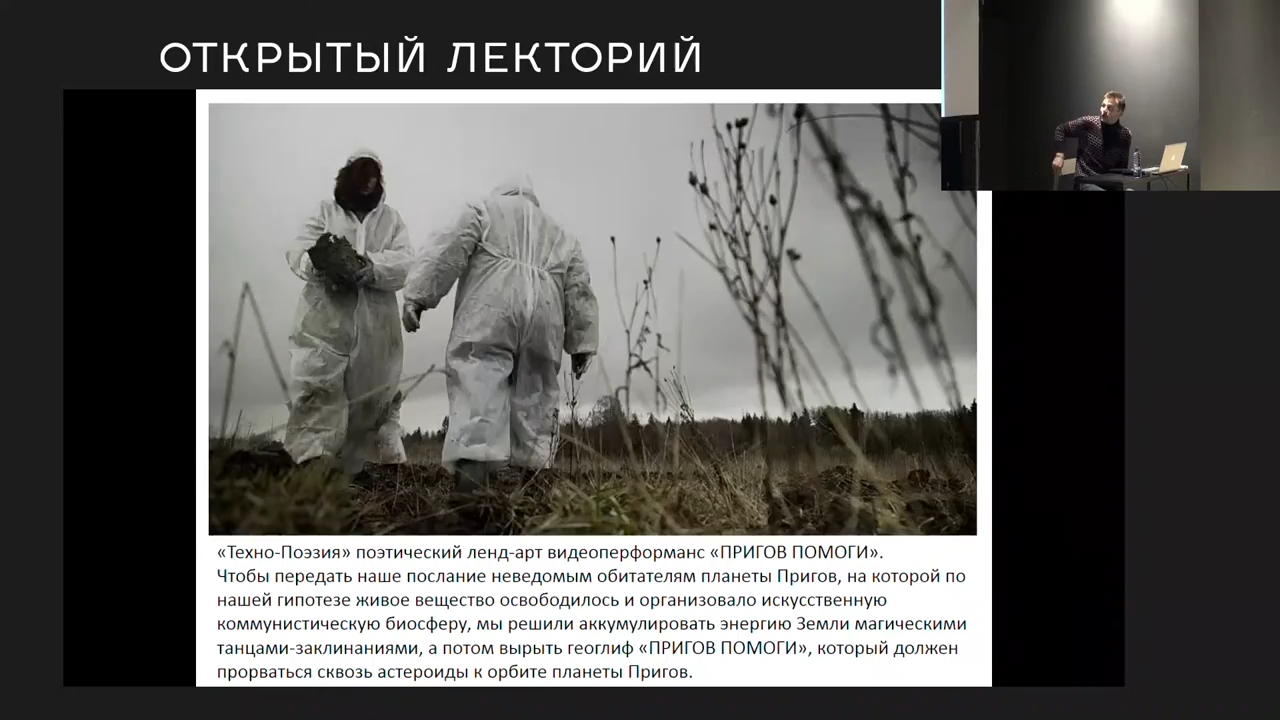 ОТКРЫТЫЙ ЛЕКТОРИЙ
«Техно-Поэзия» поэтический ленд-арт видеоперформанс «ПРИГОВ ПОМОГИ».
Чтобы передать наше послание неведомым обитателям планеты Пригов, на которой по
нашей гипотезе живое вещество освободилось и организовало искусственную
коммунистическую биосферу, мы решили аккумулировать энергию Земли магическими
танцами-заклинаниями, а потом вырыть геоглиф «ПРИГОВ ПОМОГИ», который должен
прорваться сквозь астероиды к орбите планеты Пригов.